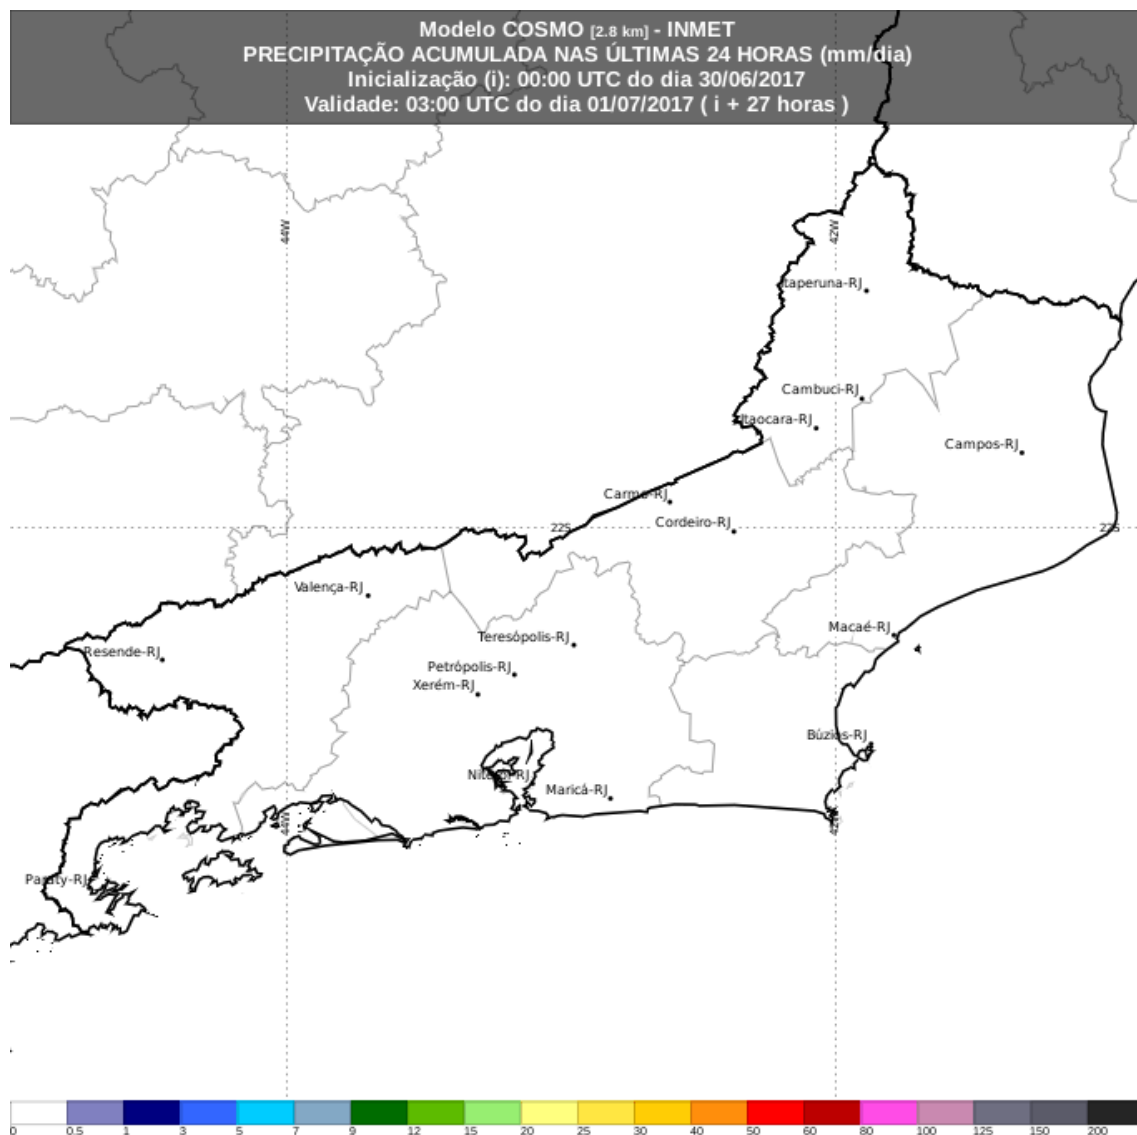 Modelo COSMO [2.8 km] - INMET
PRECIPITAÇÃO ACUMULADA NAS ÚLTIMAS 24 HORAS (mm/dia)
Inicialização (i): 00:00 UTC do dia 30/06/2017
Validade: 03:00 UTC do dia 01/07/2017 ( i + 27 horas )
44W
42W
Itaperuna-RJ
Cambuci-RJ
Itaocara-RJ
Campos-RJ
Carmo-RJ
Cordeiro-RJ
22S
22S
Valença-RJ
Macaé-RJ
Teresópolis-RJ
Resende-RJ
Petrópolis-RJ
Xerém-RJ
Búzios-RJ
Niterói-RJ
Maricá-RJ
44W
42W
Paraty-RJ
0 0.5 1 3 5 7 9 12 15 20 25 30 40 50 60 80 100 125 150 200